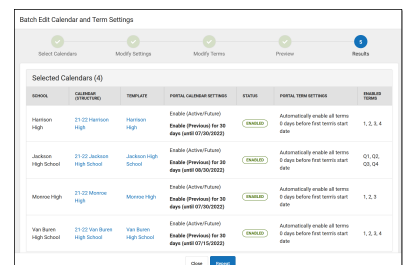 Batch Edit Calendar and Term Settings
Select Calendars
Modify Settings
Modify Terms
Preview
5
Results
Selected Calendars (4)
SCHOOL
CALENDAR (STRUCTURE)
TEMPLATE
PORTAL CALENDAR SETTINGS
STATUS
PORTAL TERM SETTINGS
ENABLED TERMS
Harrison
High
21-22 Harrison
High
Harrison
High
Enable (Active/Future)
Enable (Previous) for 30
days (until 07/30/2022)
ENABLED
Automatically enable all terms
0 days before first term's start
date
1, 2, 3, 4
Jackson
High School
21-22 Jackson
High School
Jackson High
School
Enable (Active/Future)
Enable (Previous) for 30
days (until 08/30/2022)
ENABLED
Automatically enable all terms
0 days before first term's start
date
Q1, Q2,
Q3, Q4
Monroe High
21-22 Monroe
High
Monroe High
Enable (Active/Future)
Enable (Previous) for 30
days (until 07/30/2022)
ENABLED
Automatically enable all terms
0 days before first term's start
date
1, 2, 3
Van Buren
High School
21-22 Van Buren
High School
Van Buren
High School
Enable (Active/Future)
Enable (Previous) for 30
days (until 07/15/2022)
ENABLED
Automatically enable all terms
0 days before first term's start
date
1, 2, 3, 4
Close
Repeat